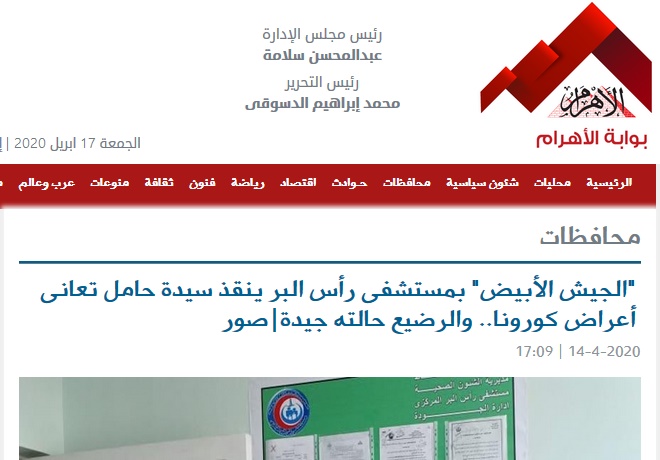 رئيس مجلس الإدارة
عبدالمحسن سلامة
رئيس التحرير
محمد إبراهيم الدسوقى
الأهرام
بوابة الأهرام
الجمعة 17 ابريل 2020 |
الرئيسية محليات شئون سياسية محافظات حوادث اقتصاد رياضة فنون ثقافة منوعات عرب وعالم
محافظات
"الجيش الأبيض" بمستشفى رأس البر ينقذ سيدة حامل تعانى
أعراض كورونا.. والرضيع حالته جيدة|صور
14-4-2020 | 17:09
مديرية الشئون الصحية
مستشفى رأس البر المركزى
ادارة الجودة